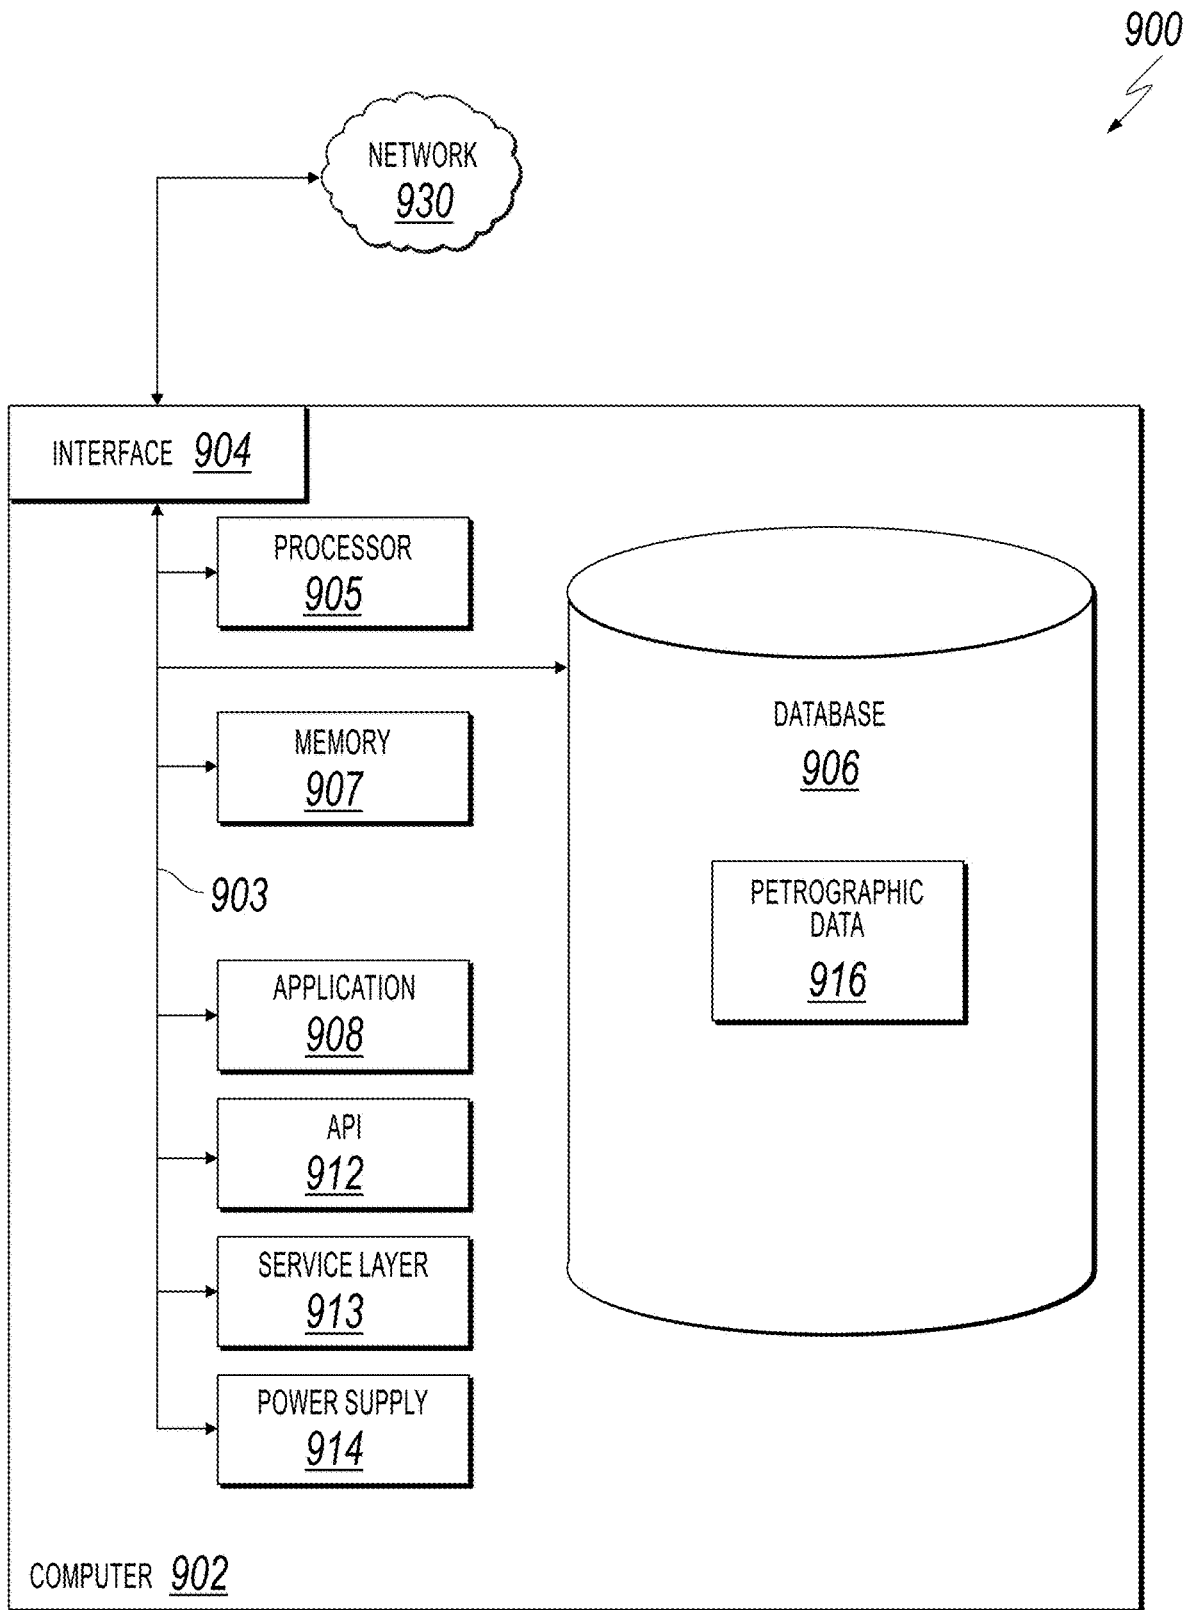 900
NETWORK
930
INTERFACE 904
PROCESSOR
905
DATABASE
906
MEMORY
907
PETROGRAPHIC
DATA
916
903
APPLICATION
908
API
912
SERVICE LAYER
913
POWER SUPPLY
914
COMPUTER 902